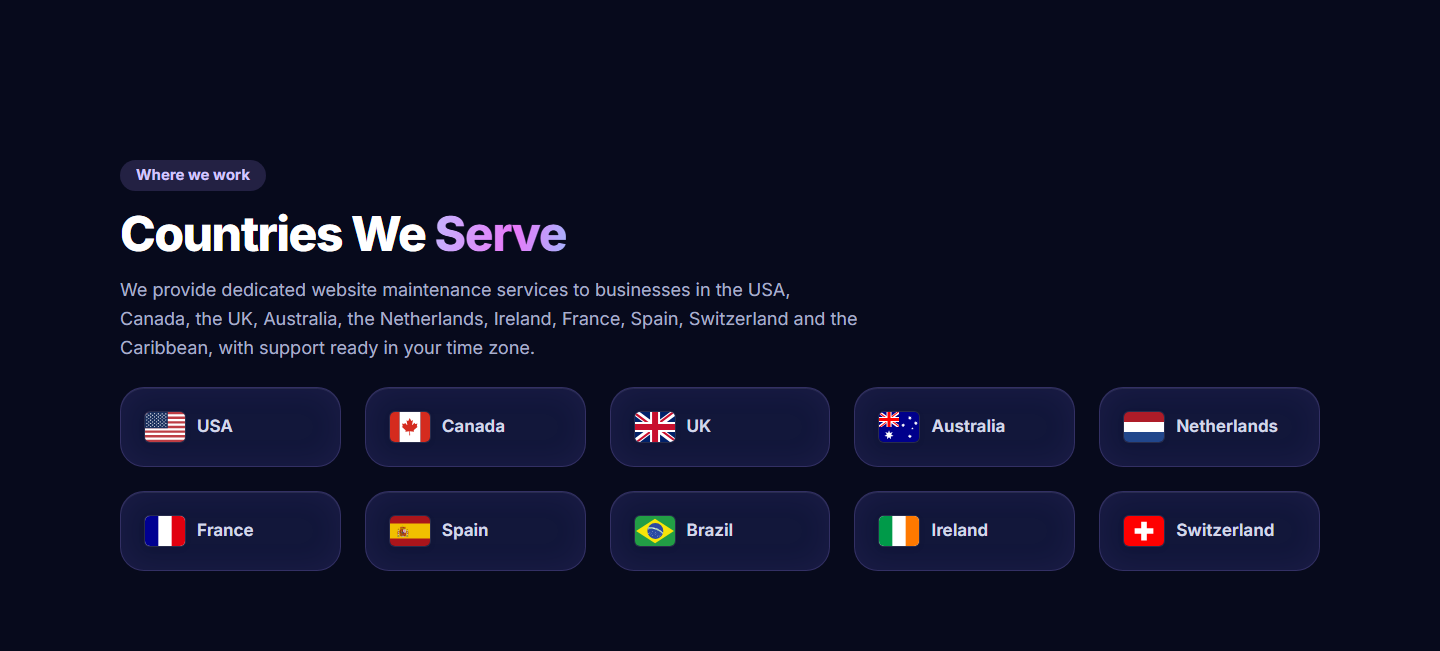 Where we work
Countries We Serve
We provide dedicated website maintenance services to businesses in the USA,
Canada, the UK, Australia, the Netherlands, Ireland, France, Spain, Switzerland and the
Caribbean, with support ready in your time zone.
USA
Canada
UK
Australia
Netherlands
France
Spain
Brazil
Ireland
Switzerland